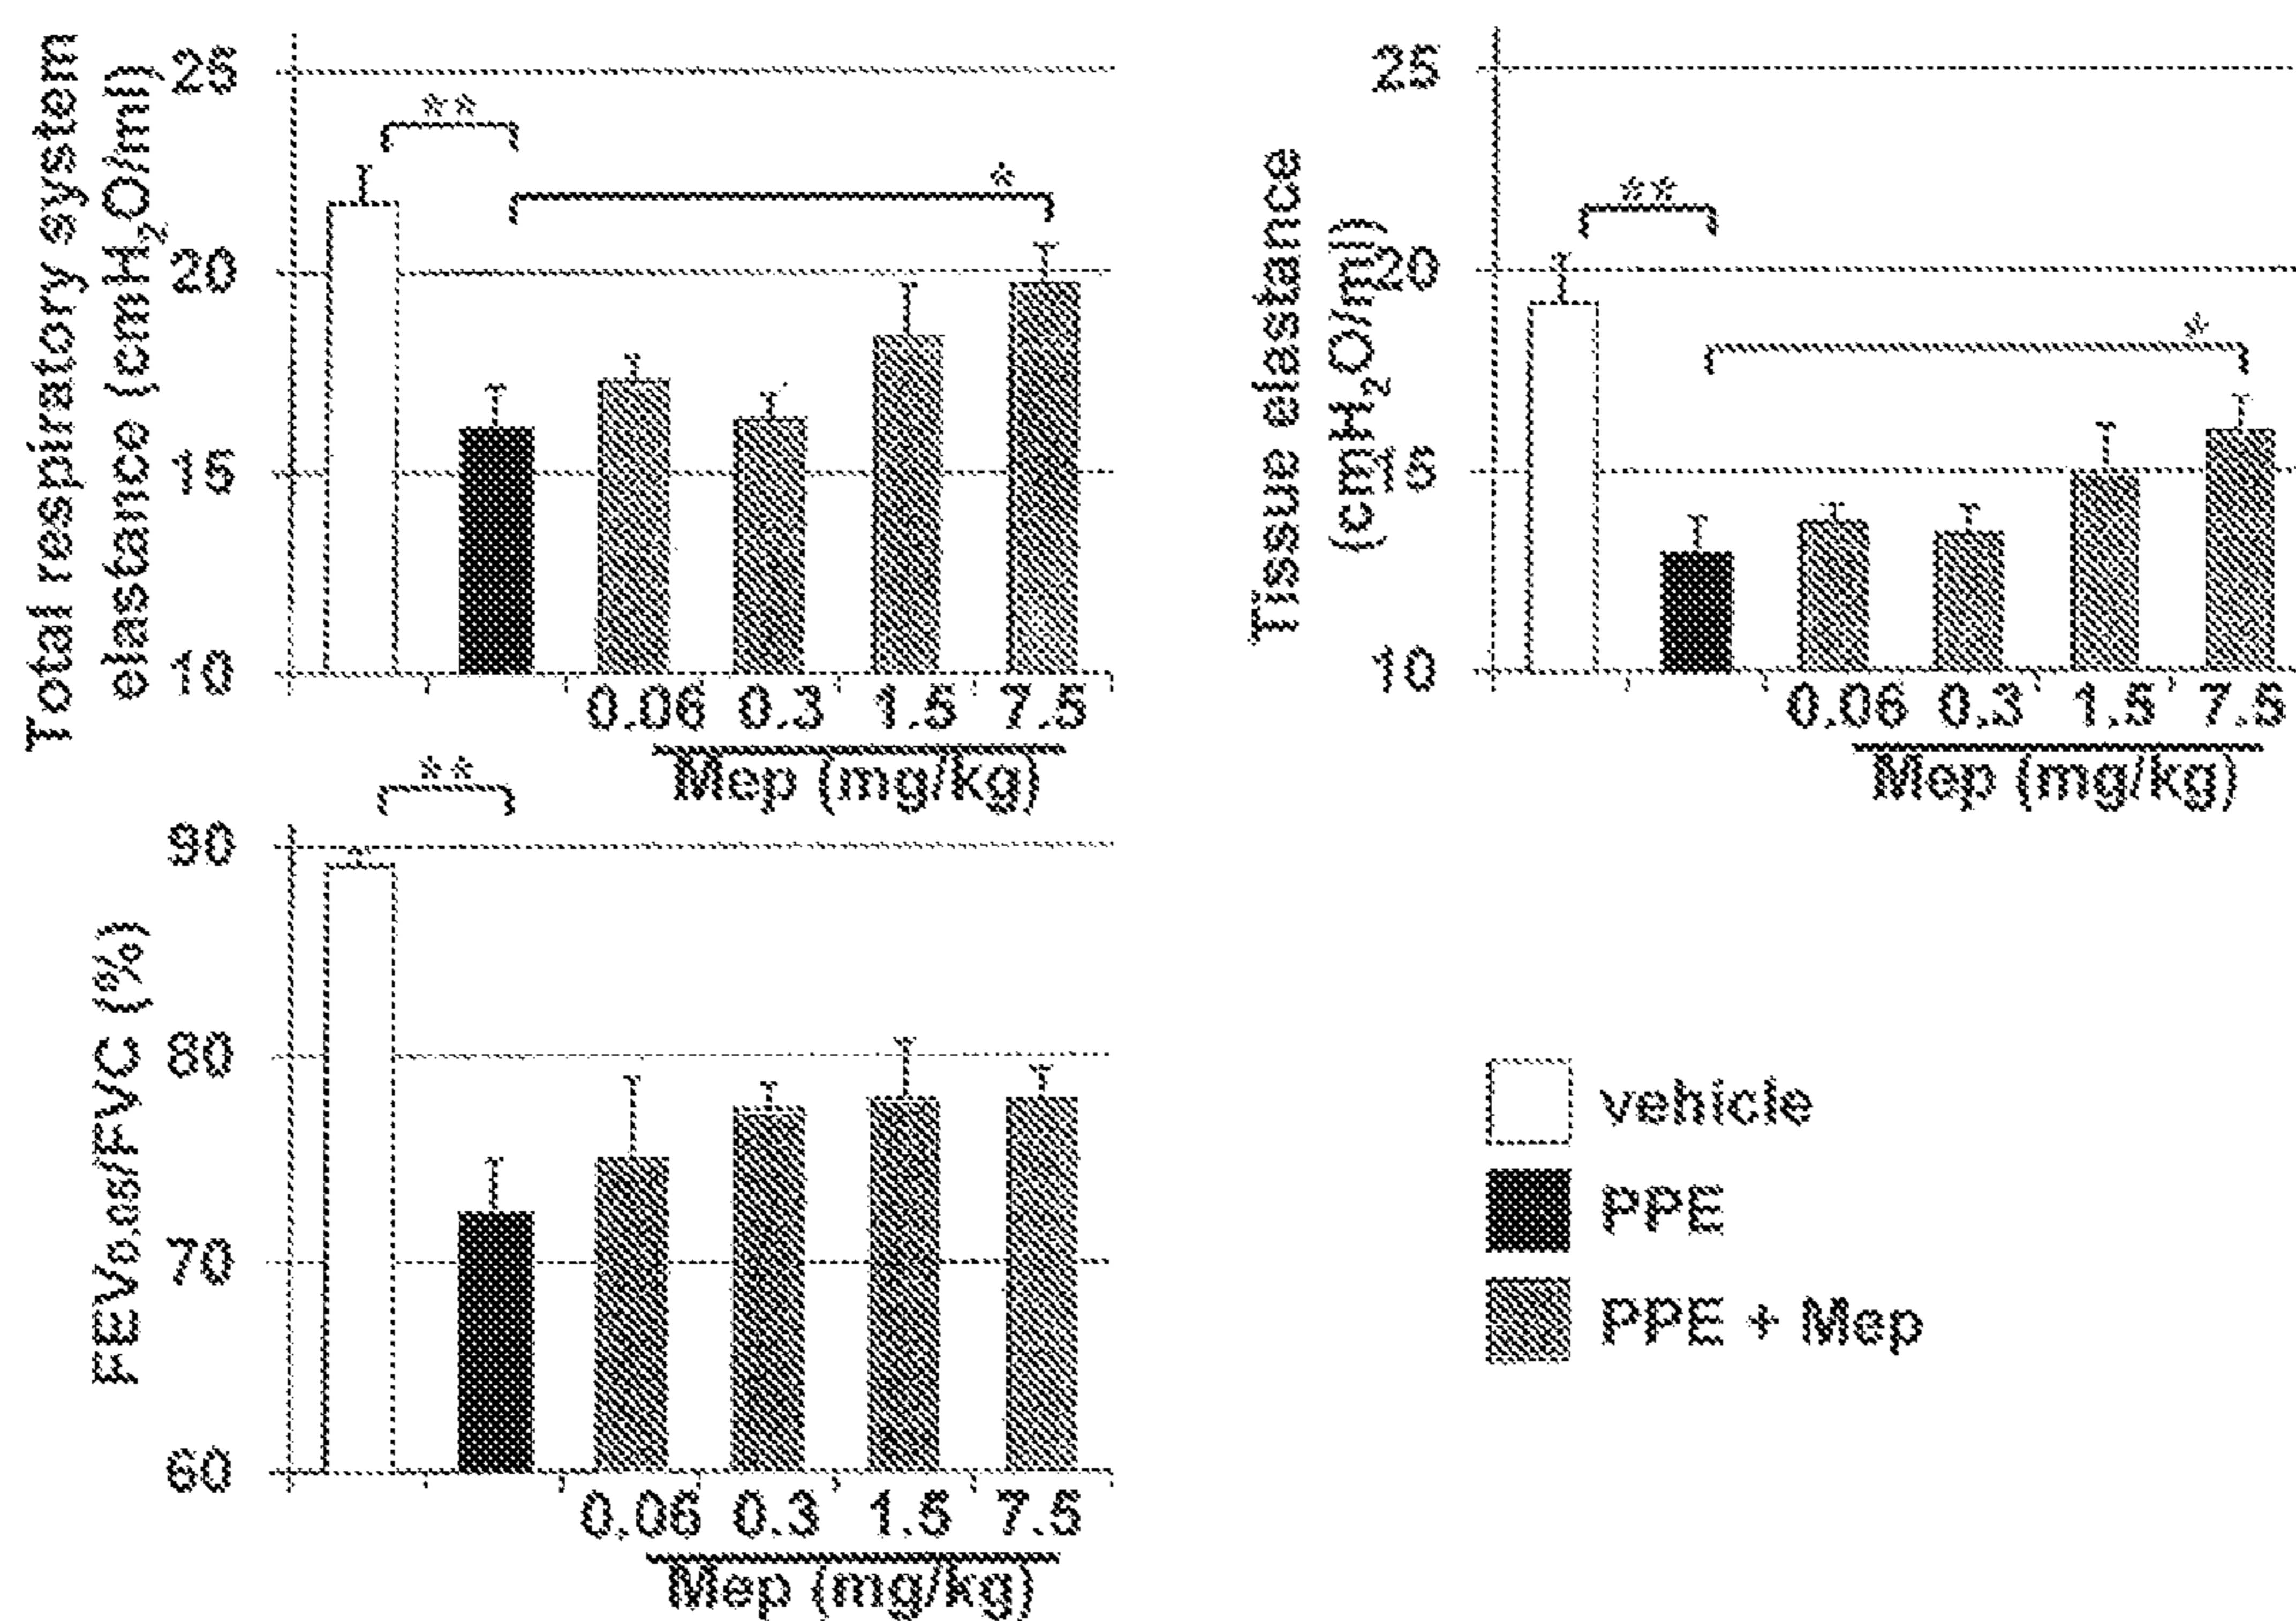 Total respiratory system
elastance (cmH₂O/ml)
25
20
15
10
**
*
0.06 0.3 1.5 7.5
Mep (mg/kg)
Tissue elastance
(cmH₂O/ml)
25
20
15
10
**
*
0.06 0.3 1.5 7.5
Mep (mg/kg)
FEV₀.₀₅/FVC (%)
90
80
70
60
**
0.06 0.3 1.5 7.5
Mep (mg/kg)
vehicle
PPE
PPE + Mep